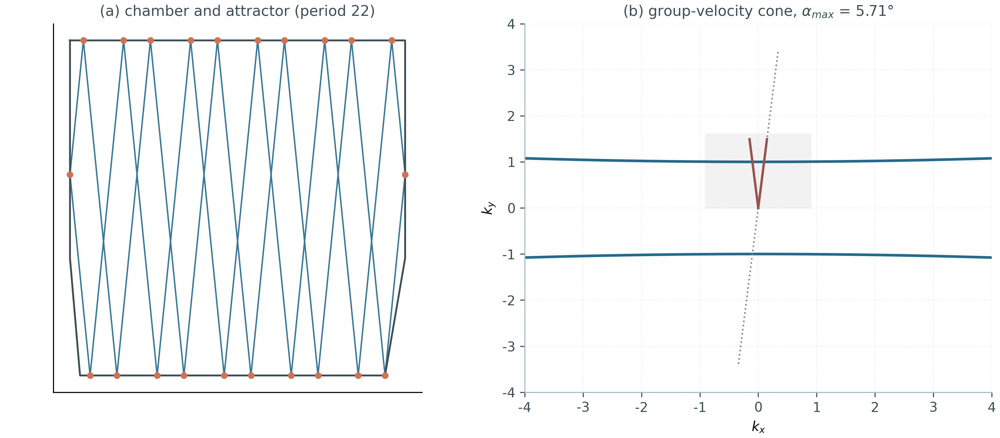 (a) chamber and attractor (period 22)
(b) group-velocity cone, αmax = 5.71°
4
3
2
1
0
-1
-2
-3
-4
ky
-4 -3 -2 -1 0 1 2 3 4
kx